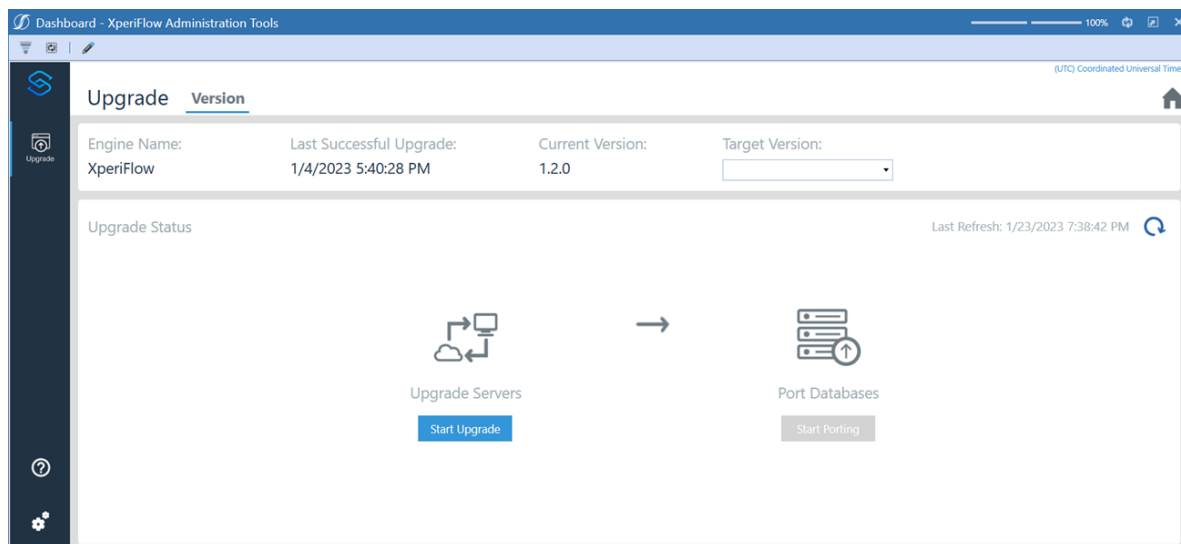 Dashboard - XperiFlow Administration Tools
100%
(UTC) Coordinated Universal Time
Upgrade Version
Upgrade
Engine Name: Last Successful Upgrade: Current Version: Target Version:
XperiFlow 1/4/2023 5:40:28 PM 1.2.0
Upgrade Status Last Refresh: 1/23/2023 7:38:42 PM
Upgrade Servers Port Databases
Start Upgrade Start Porting